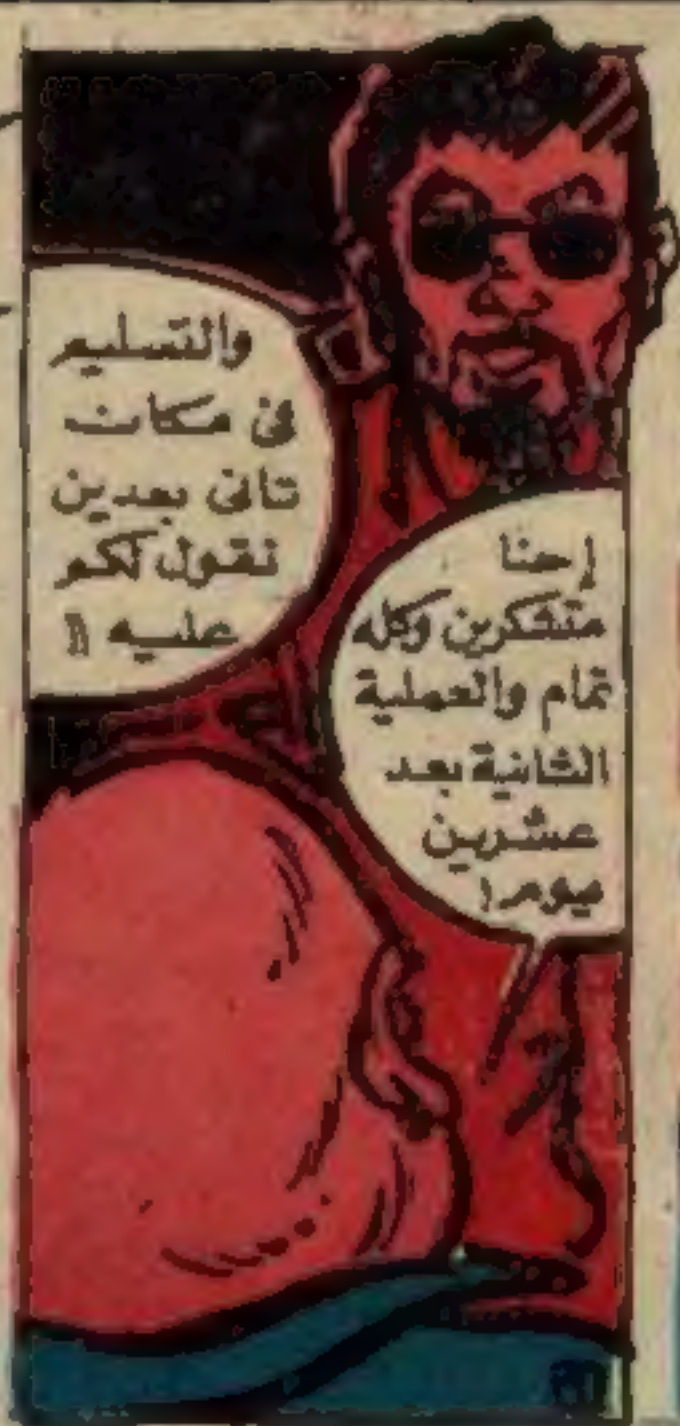 إحنا
متشكرين وكله
تمام والعملية
الثانية بعد
عشرين
يوم!
والتسليم
فى مكان
تانى بعدين
نقول لكم
عليه !!